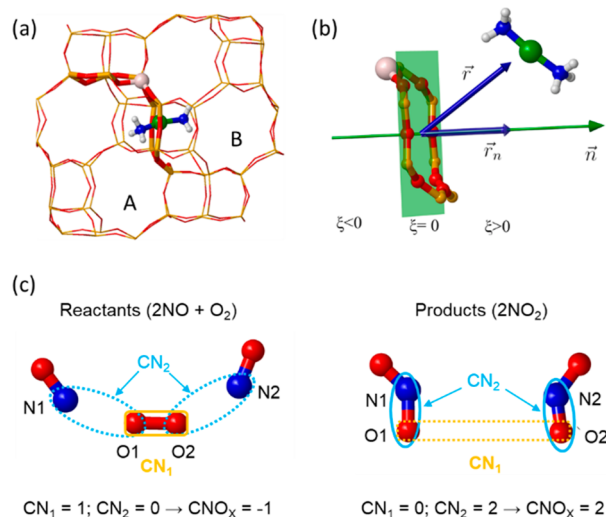 (a)
A
B
(b)
r⃗
r⃗ₙ
n⃗
ξ<0
ξ= 0
ξ>0
(c)
Reactants (2NO + O₂)
CN₂
N1
N2
O1
O2
CN₁
CN₁ = 1; CN₂ = 0 → CNOₓ = -1
Products (2NO₂)
CN₂
N1
N2
O1
O2
CN₁
CN₁ = 0; CN₂ = 2 → CNOₓ = 2